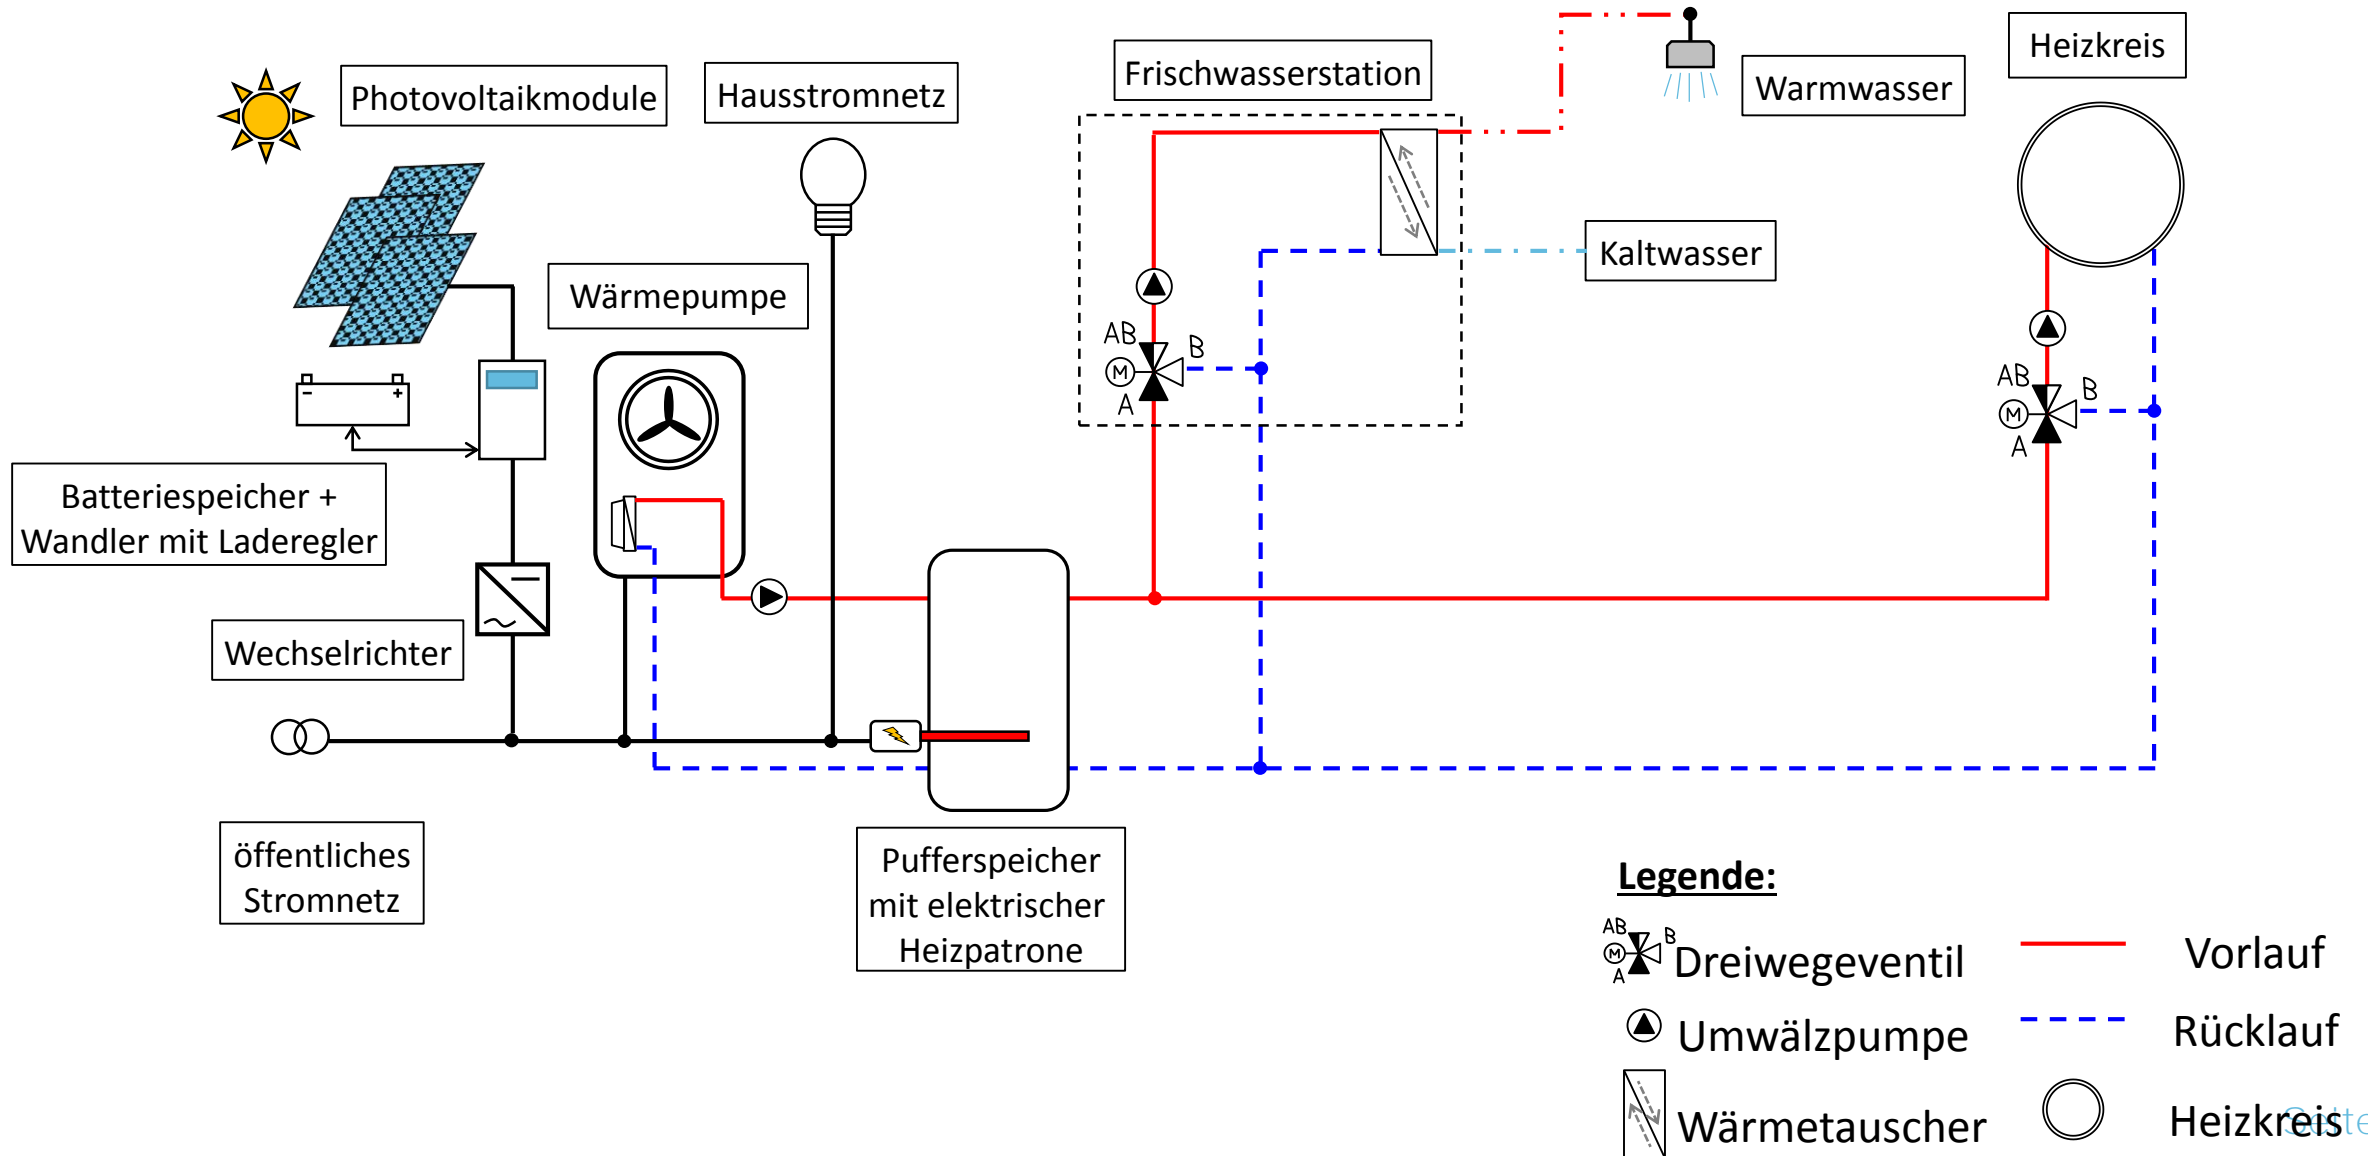 Photovoltaikmodule
Hausstromnetz
Frischwasserstation
Warmwasser
Heizkreis
Kaltwasser
Wärmepumpe
AB
B
M
A
AB
B
M
A
- +
Batteriespeicher +
Wandler mit Laderegler
Wechselrichter
öffentliches
Stromnetz
Pufferspeicher
mit elektrischer
Heizpatrone
Legende:
AB
B
M
A
Dreiwegeventil
Vorlauf
Umwälzpumpe
Rücklauf
Wärmetauscher
Heizkreis
Seite